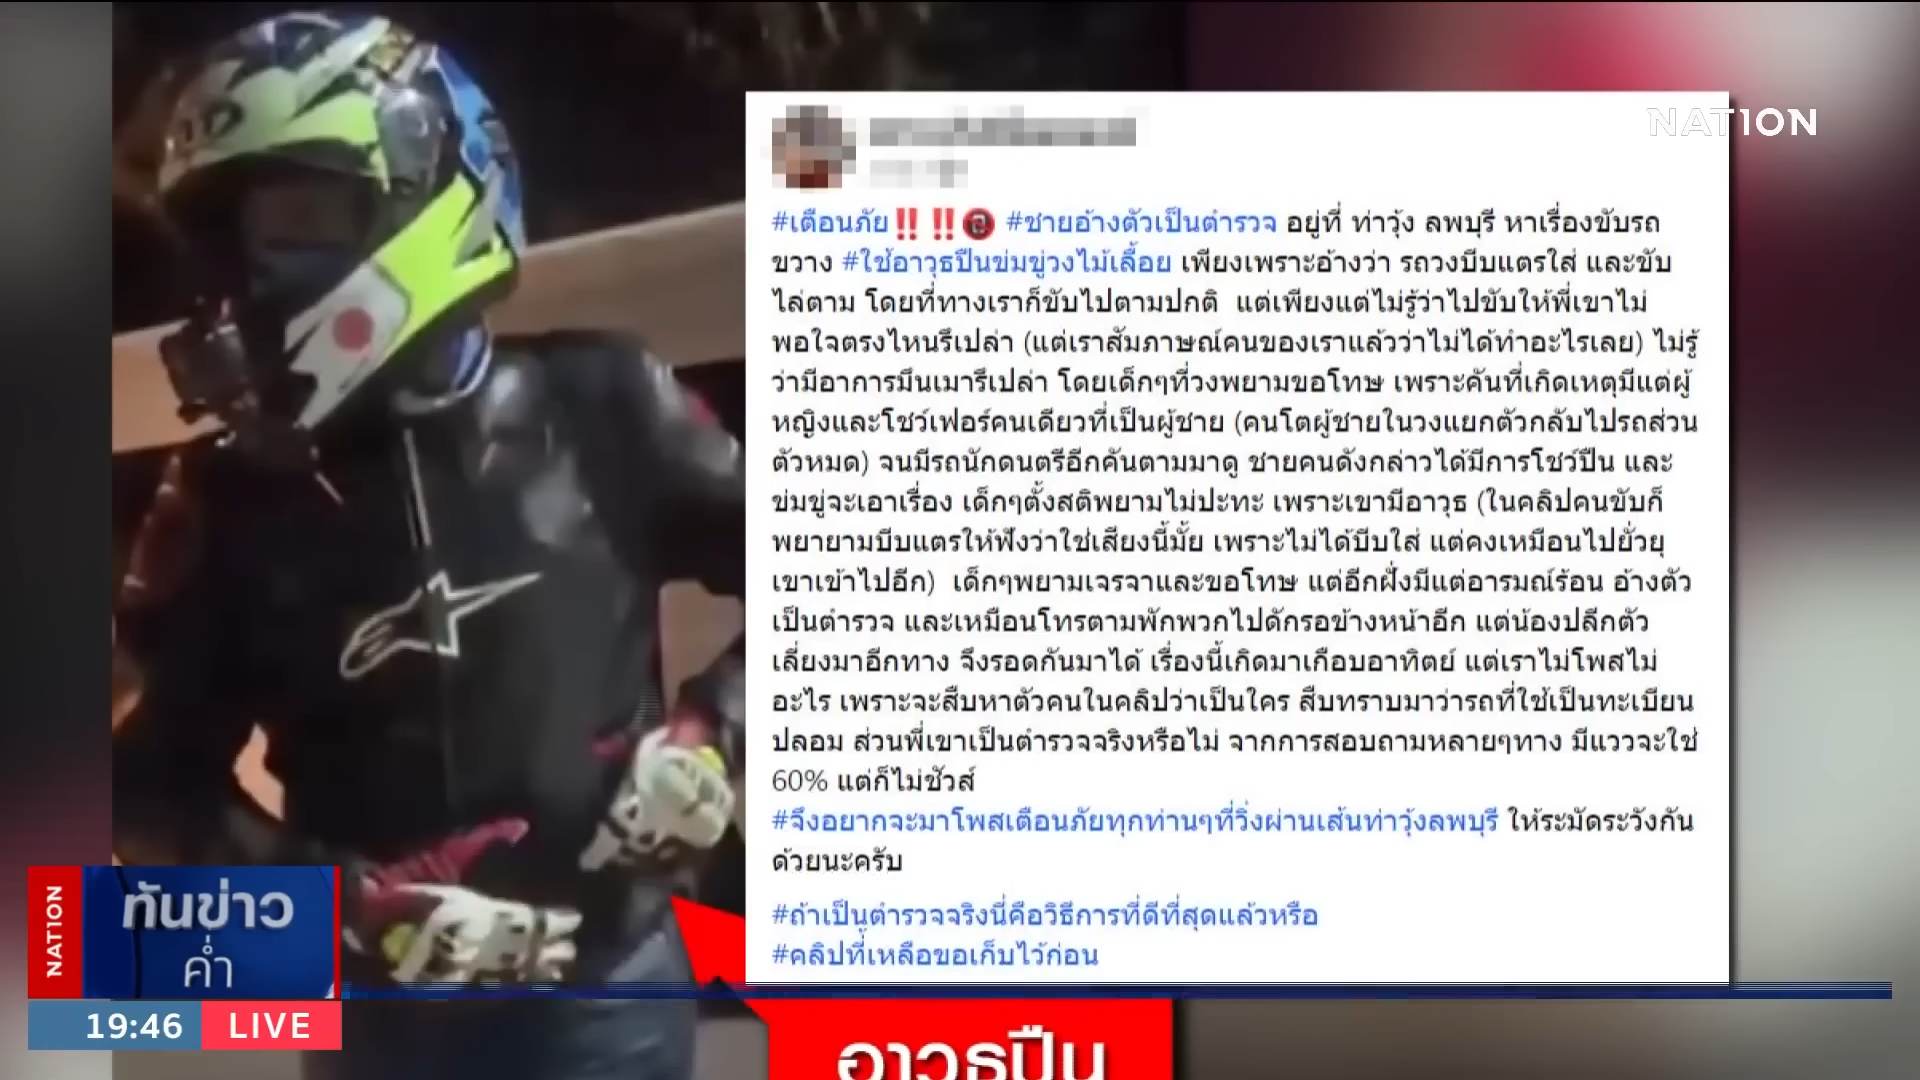 NATION
#เตือนภัย‼️ ‼️📵 #ชายอ้างตัวเป็นตำรวจ อยู่ที่ ท่าวุ้ง ลพบุรี หาเรื่องขับรถ
ขวาง #ใช้อาวุธปืนข่มขู่วงไม้เลื้อย เพียงเพราะอ้างว่า รถวงบีบแตรใส่ และขับ
ไล่ตาม โดยที่ทางเราก็ขับไปตามปกติ แต่เพียงแต่ไม่รู้ว่าไปขับให้พี่เขาไม่
พอใจตรงไหนรึเปล่า (แต่เราสัมภาษณ์คนของเราแล้วว่าไม่ได้ทำอะไรเลย) ไม่รู้
ว่ามีอาการมึนเมารึเปล่า โดยเด็กๆที่วงพยามขอโทษ เพราะคันที่เกิดเหตุมีแต่ผู้
หญิงและโชว์เฟอร์คนเดียวที่เป็นผู้ชาย (คนโตผู้ชายในวงแยกตัวกลับไปรถส่วน
ตัวหมด) จนมีรถนักดนตรีอีกคันตามมาดู ชายคนดังกล่าวได้มีการโชว์ปืน และ
ข่มขู่จะเอาเรื่อง เด็กๆตั้งสติพยามไม่ปะทะ เพราะเขามีอาวุธ (ในคลิปคนขับก็
พยายามบีบแตรให้ฟังว่าใช่เสียงนี้มั้ย เพราะไม่ได้บีบใส่ แต่คงเหมือนไปยั่วยุ
เขาเข้าไปอีก) เด็กๆพยามเจรจาและขอโทษ แต่อีกฝั่งมีแต่อารมณ์ร้อน อ้างตัว
เป็นตำรวจ และเหมือนโทรตามพักพวกไปดักรอข้างหน้าอีก แต่น้องปลีกตัว
เลี่ยงมาอีกทาง จึงรอดกันมาได้ เรื่องนี้เกิดมาเกือบอาทิตย์ แต่เราไม่โพสไม่
อะไร เพราะจะสืบหาตัวคนในคลิปว่าเป็นใคร สืบทราบมาว่ารถที่ใช้เป็นทะเบียน
ปลอม ส่วนพี่เขาเป็นตำรวจจริงหรือไม่ จากการสอบถามหลายๆทาง มีแววจะใช่
60% แต่ก็ไม่ชัวส์
#จึงอยากจะมาโพสเตือนภัยทุกท่านๆที่วิ่งผ่านเส้นท่าวุ้งลพบุรี ให้ระมัดระวังกัน
ด้วยนะครับ
#ถ้าเป็นตำรวจจริงนี่คือวิธีการที่ดีที่สุดแล้วหรือ
#คลิปที่เหลือขอเก็บไว้ก่อน
NATION
ทันข่าว
ค่ำ
19:46 LIVE
อาวุธปืน